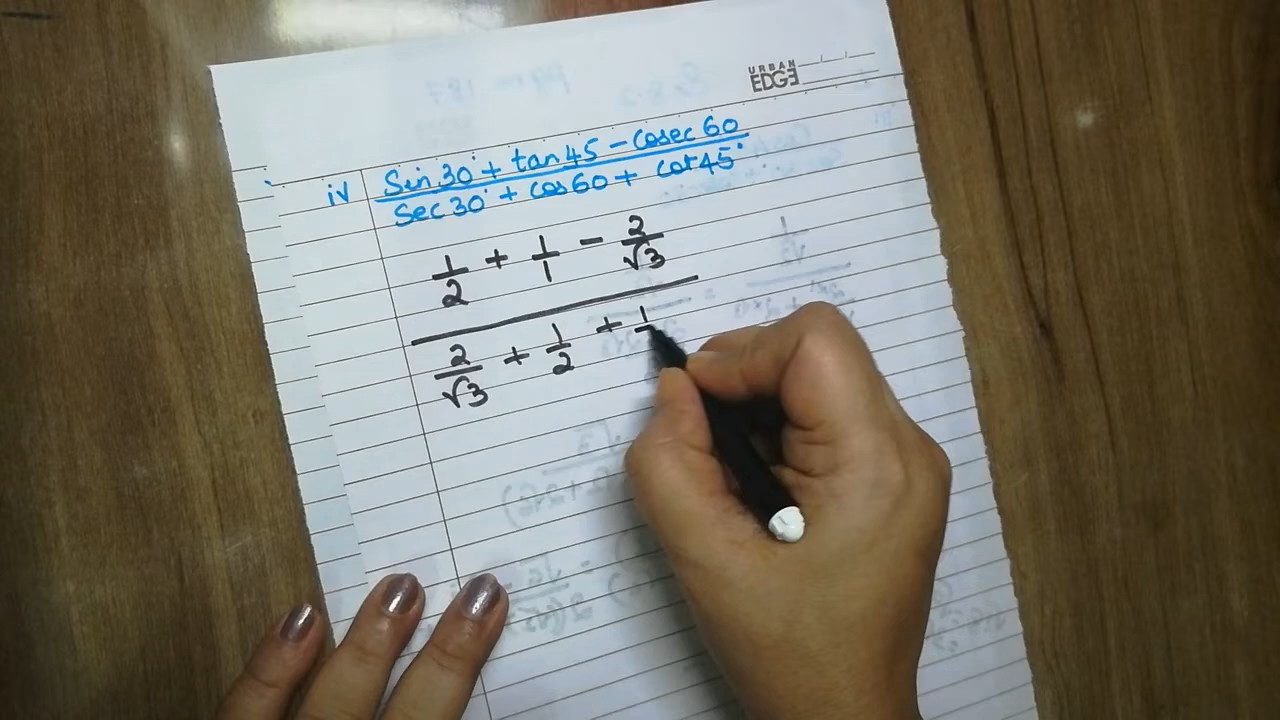 URBAN
EDGE
iv sin 30° + tan 45 - cosec 60
sec 30° + cos 60 + cot 45°
1/2 + 1/1 - 2/√3
2/√3 + 1/2 + 1